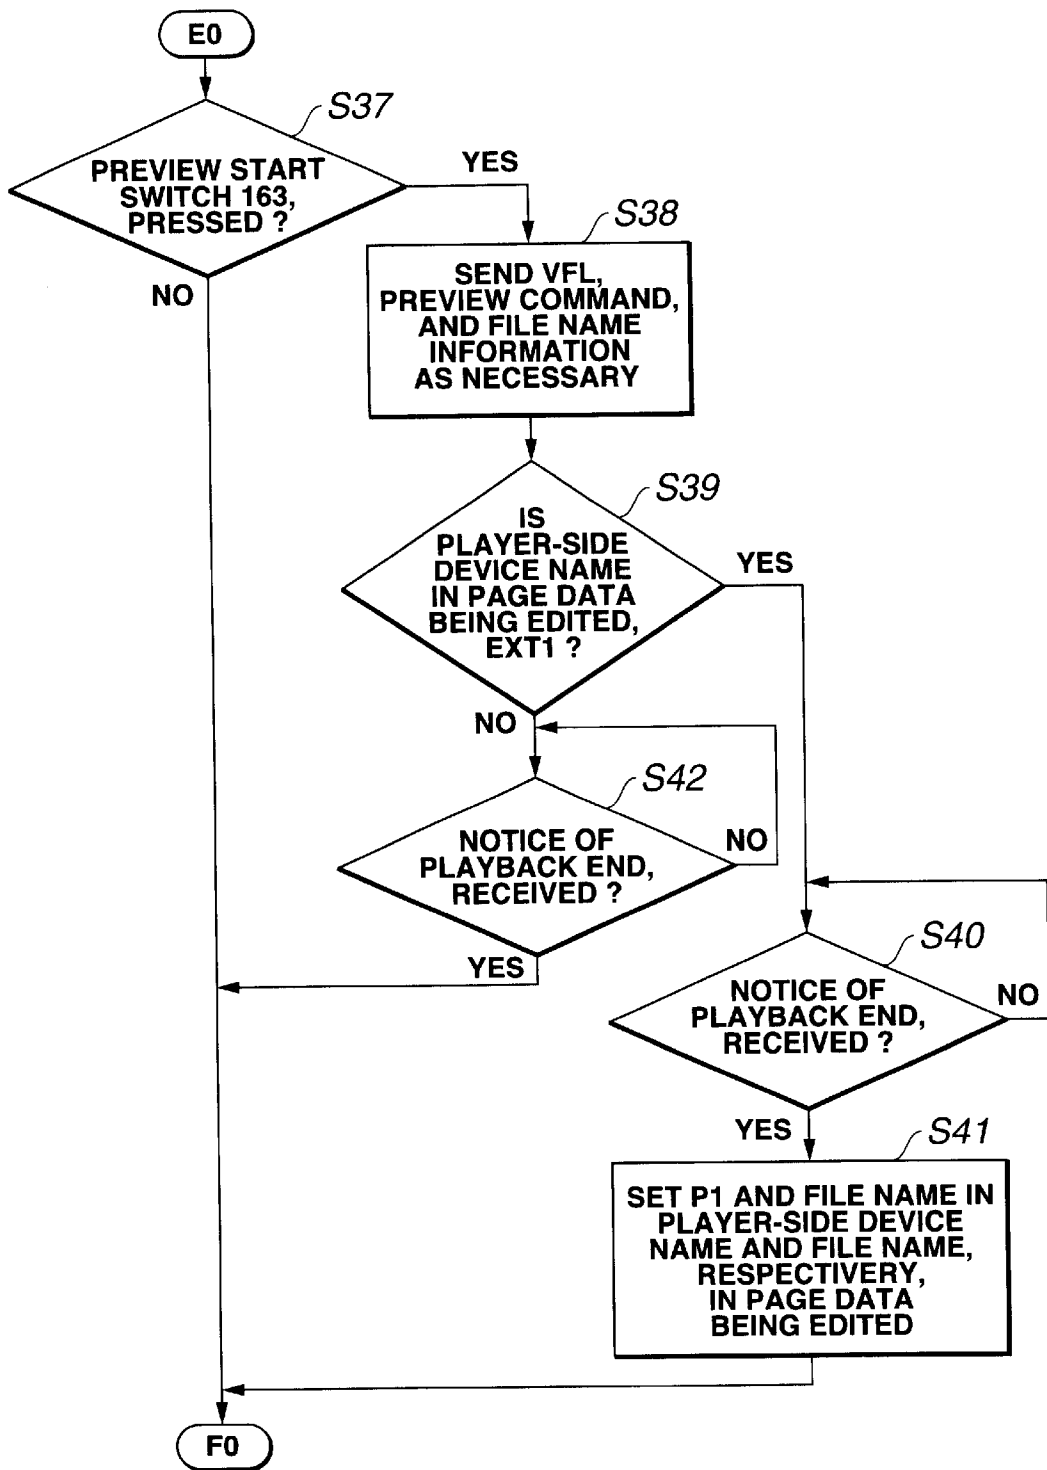 E0
S37
PREVIEW START
SWITCH 163,
PRESSED ?
YES
NO
S38
SEND VFL,
PREVIEW COMMAND,
AND FILE NAME
INFORMATION
AS NECESSARY
S39
IS
PLAYER-SIDE
DEVICE NAME
IN PAGE DATA
BEING EDITED,
EXT1 ?
YES
NO
S42
NOTICE OF
PLAYBACK END,
RECEIVED ?
NO
YES
S40
NOTICE OF
PLAYBACK END,
RECEIVED ?
NO
YES
S41
SET P1 AND FILE NAME IN
PLAYER-SIDE DEVICE
NAME AND FILE NAME,
RESPECTIVERY,
IN PAGE DATA
BEING EDITED
F0